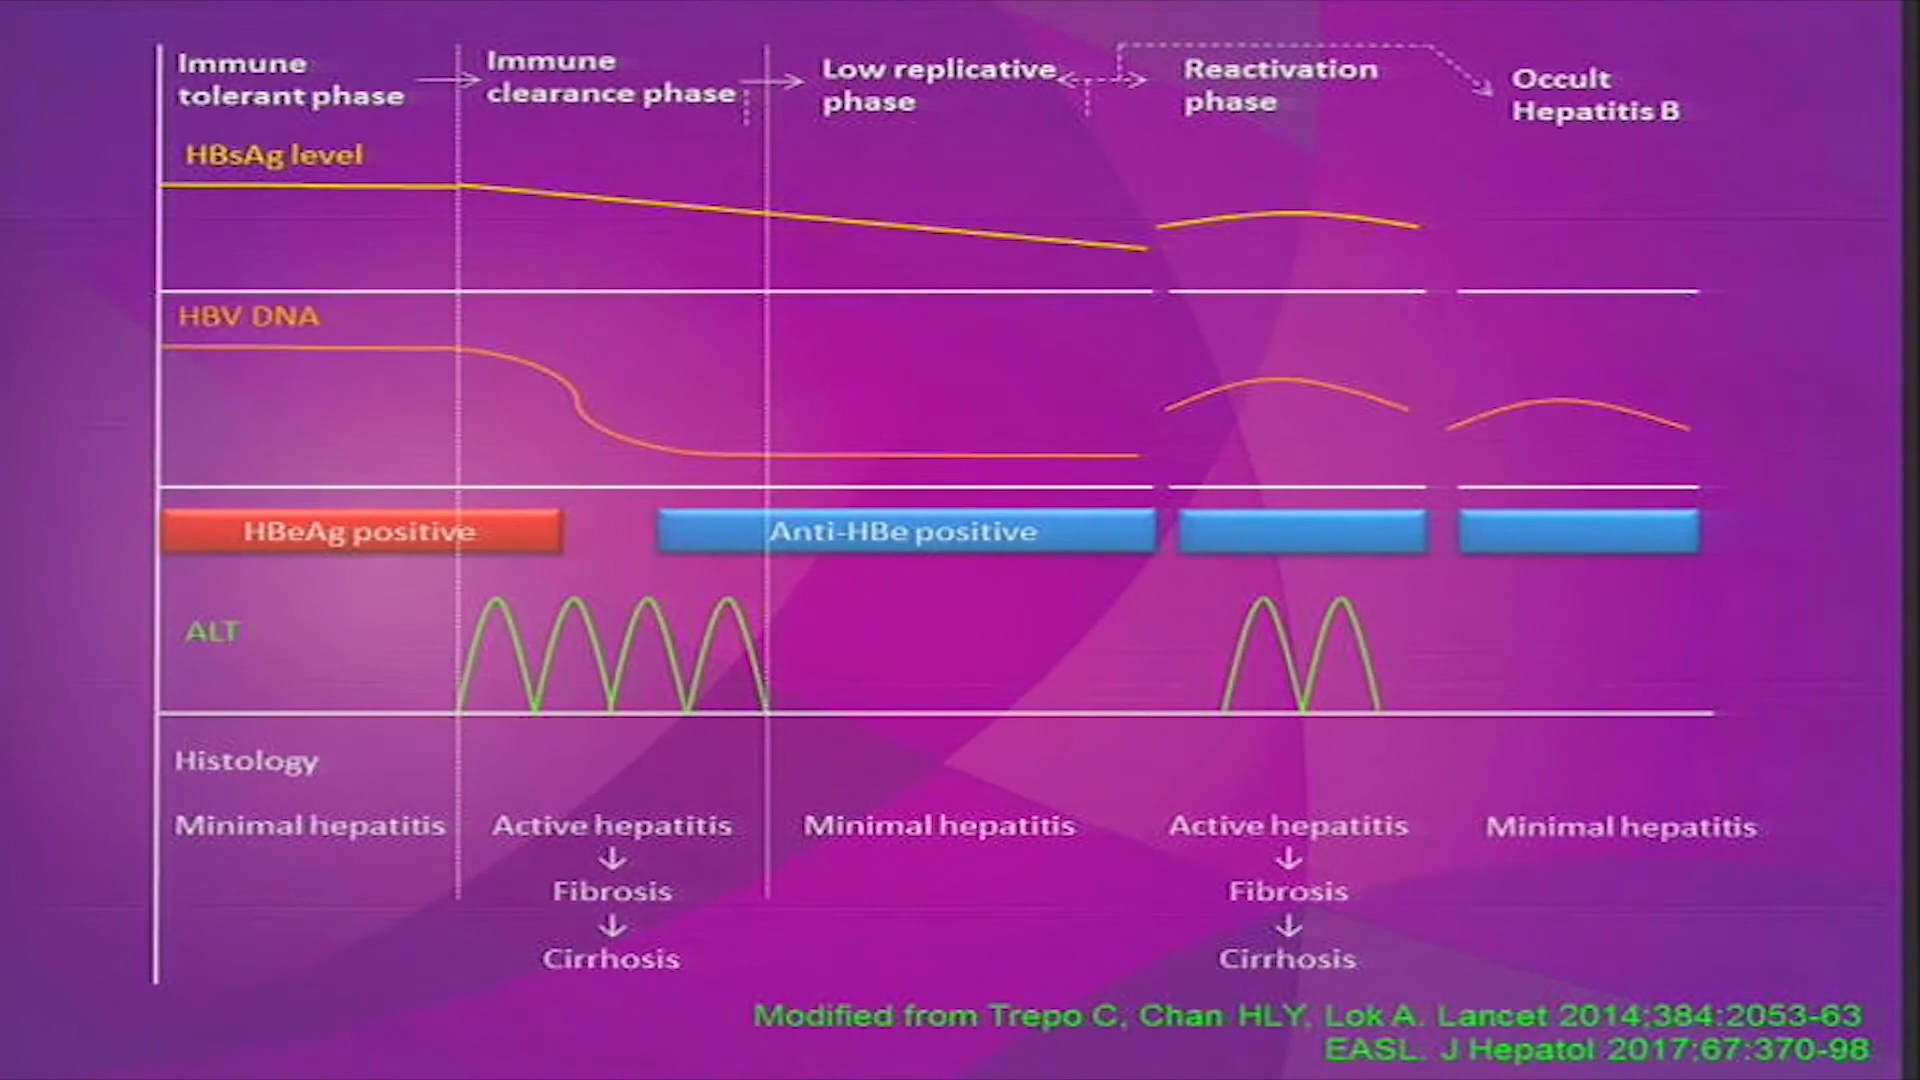 Immune
tolerant phase
Immune
clearance phase
Low replicative
phase
Reactivation
phase
Occult
Hepatitis B
HBsAg level
HBV DNA
HBeAg positive
Anti-HBe positive
ALT
Histology
Minimal hepatitis
Active hepatitis
Fibrosis
Cirrhosis
Minimal hepatitis
Active hepatitis
Fibrosis
Cirrhosis
Minimal hepatitis
Modified from Trepo C, Chan HLY, Lok A. Lancet 2014;384:2053-63
EASL. J Hepatol 2017;67:370-98